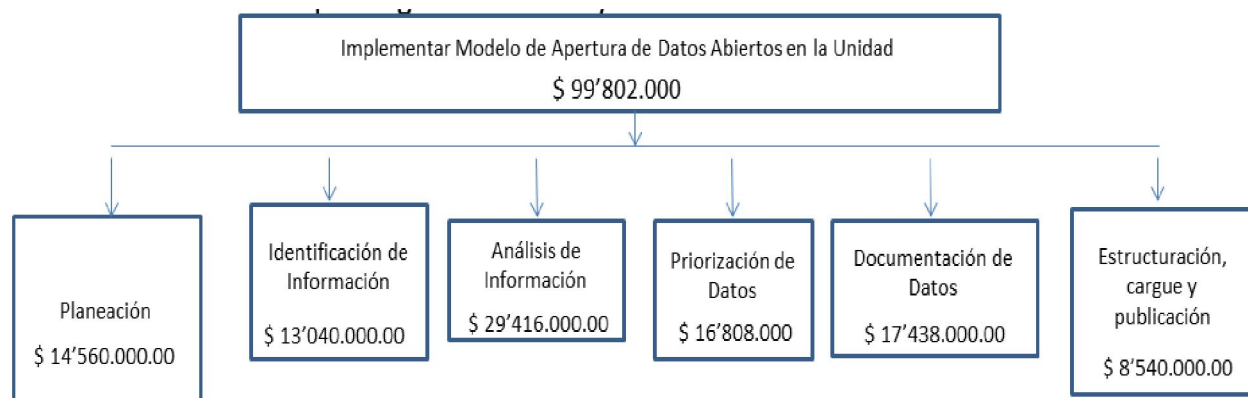 Implementar Modelo de Apertura de Datos Abiertos en la Unidad
$ 99’802.000
Planeación
$ 14’560.000.00
Identificación de
Información
$ 13’040.000.00
Análisis de
Información
$ 29’416.000.00
Priorización de
Datos
$ 16’808.000
Documentación de
Datos
$ 17’438.000.00
Estructuración,
cargue y
publicación
$ 8’540.000.00